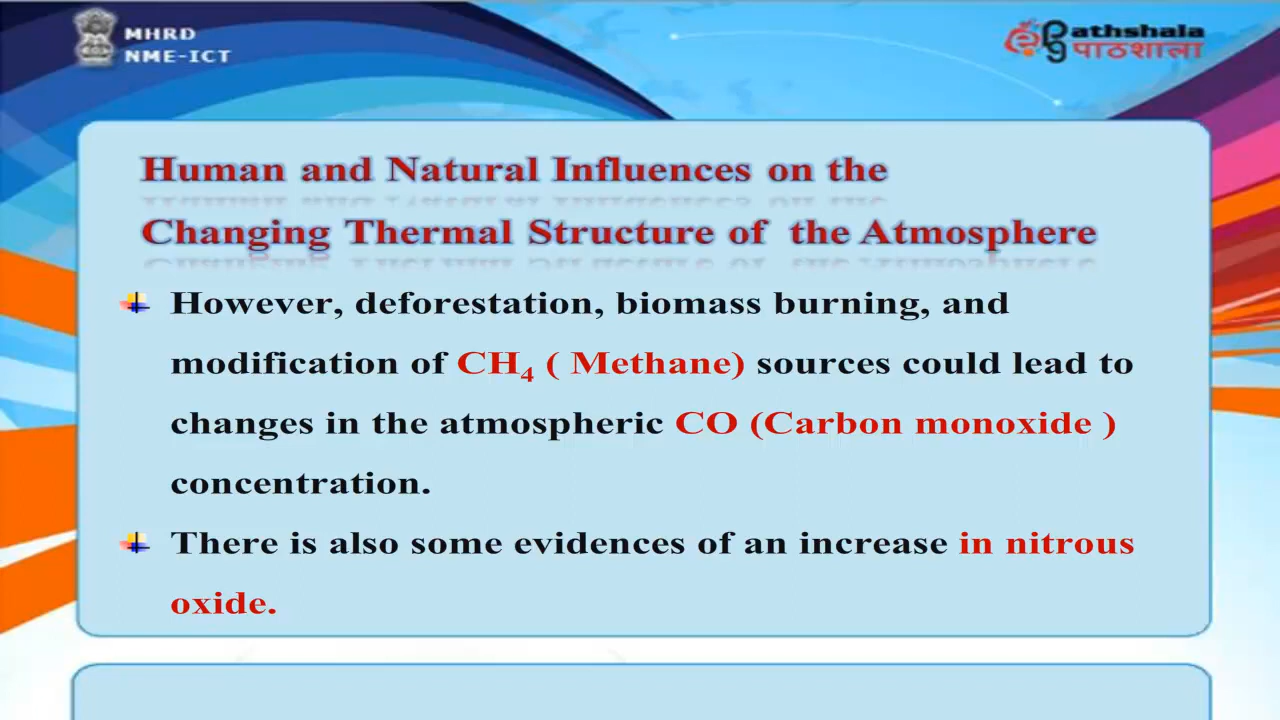 MHRD
NME-ICT
ePathshala
पाठशाला
Human and Natural Influences on the
Changing Thermal Structure of the Atmosphere
However, deforestation, biomass burning, and
modification of CH₄ ( Methane) sources could lead to
changes in the atmospheric CO (Carbon monoxide )
concentration.
There is also some evidences of an increase in nitrous
oxide.